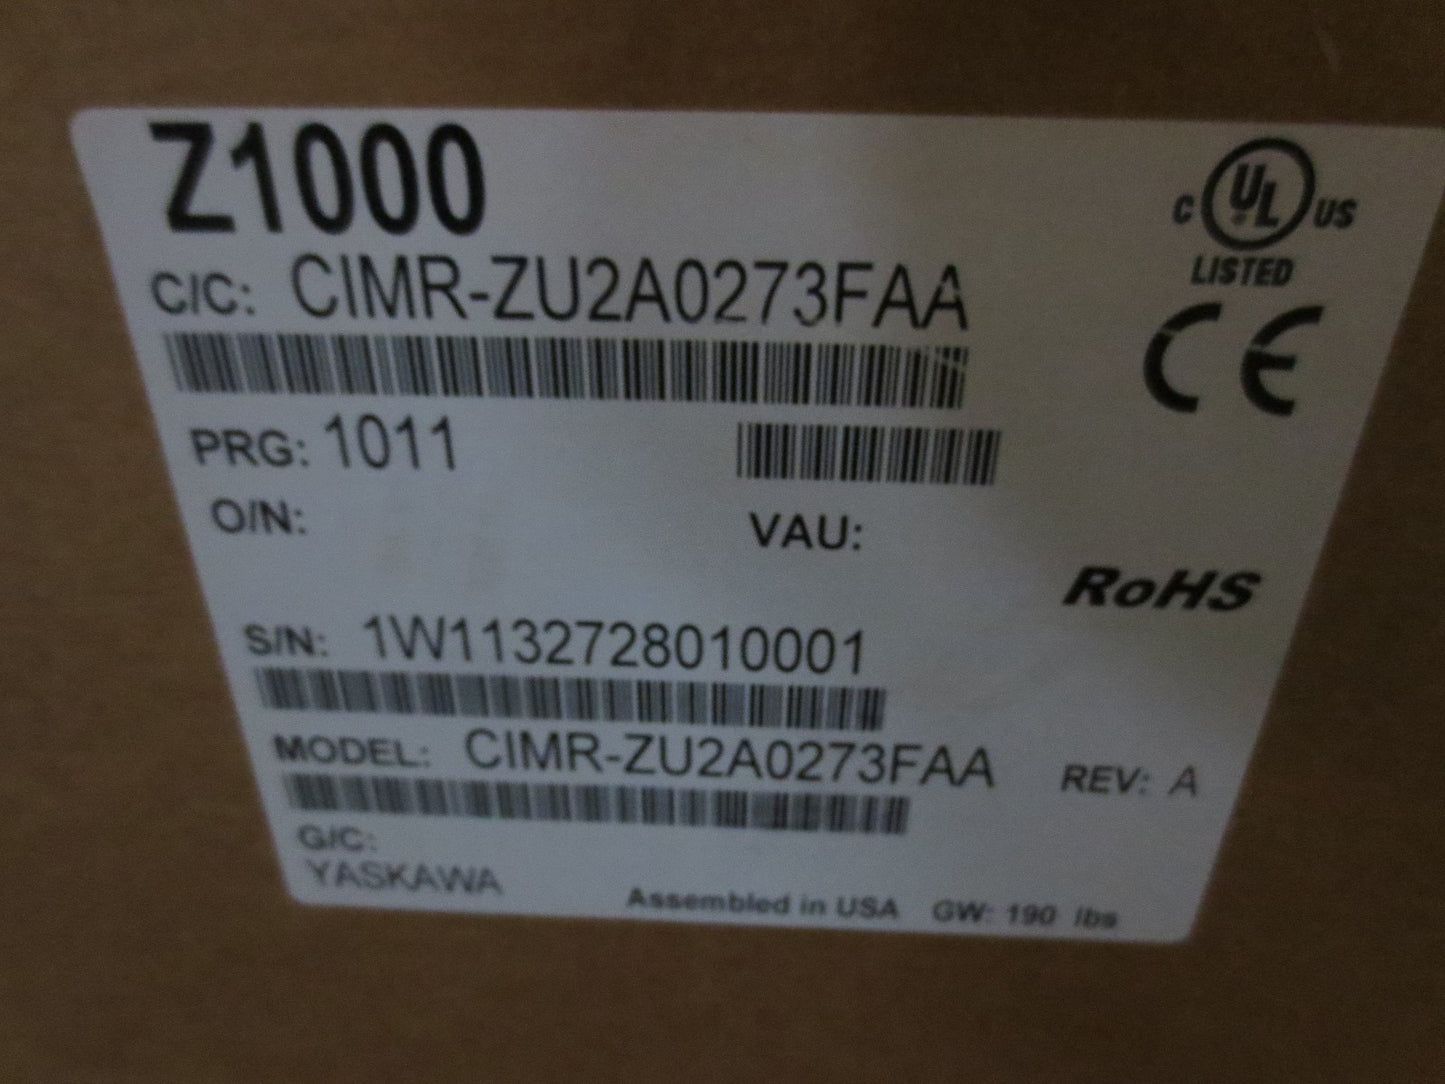 Z1000
C UL US
LISTED
C/C: CIMR-ZU2A0273FAA
CE
PRG: 1011
O/N: VAU:
RoHS
S/N: 1W1132728010001
MODEL: CIMR-ZU2A0273FAA REV: A
G/C:
YASKAWA
Assembled in USA GW: 190 lbs